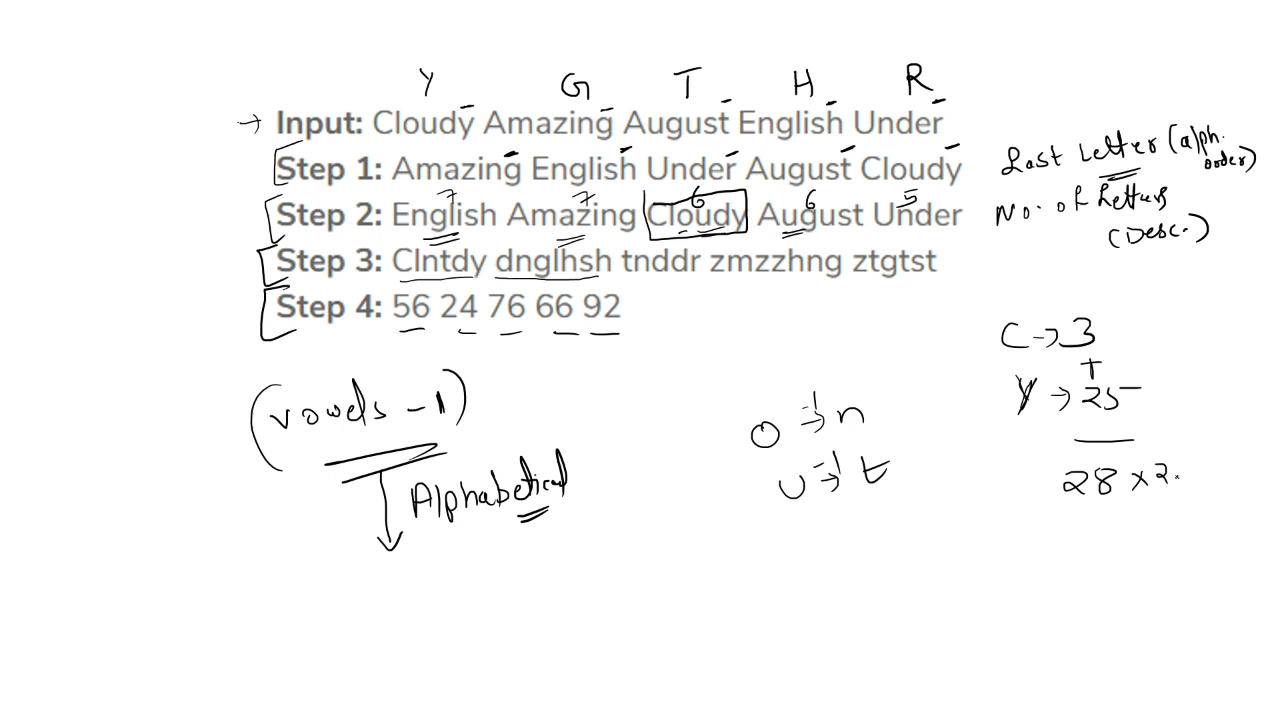 Y G T H R
→ Input: Cloudy Amazing August English Under
Step 1: Amazing English Under August Cloudy
Last Letter (alph. order)
7 7 6 6 5
Step 2: English Amazing Cloudy August Under
No. of Letters
(Desc.)
Step 3: Clntdy dnglhsh tnddr zmzzhng ztgtst
Step 4: 56 24 76 66 92
C → 3
+
Y → 25
(vowels -1)
O -1→ n
U -1→ t
28 × 2
Alphabetical